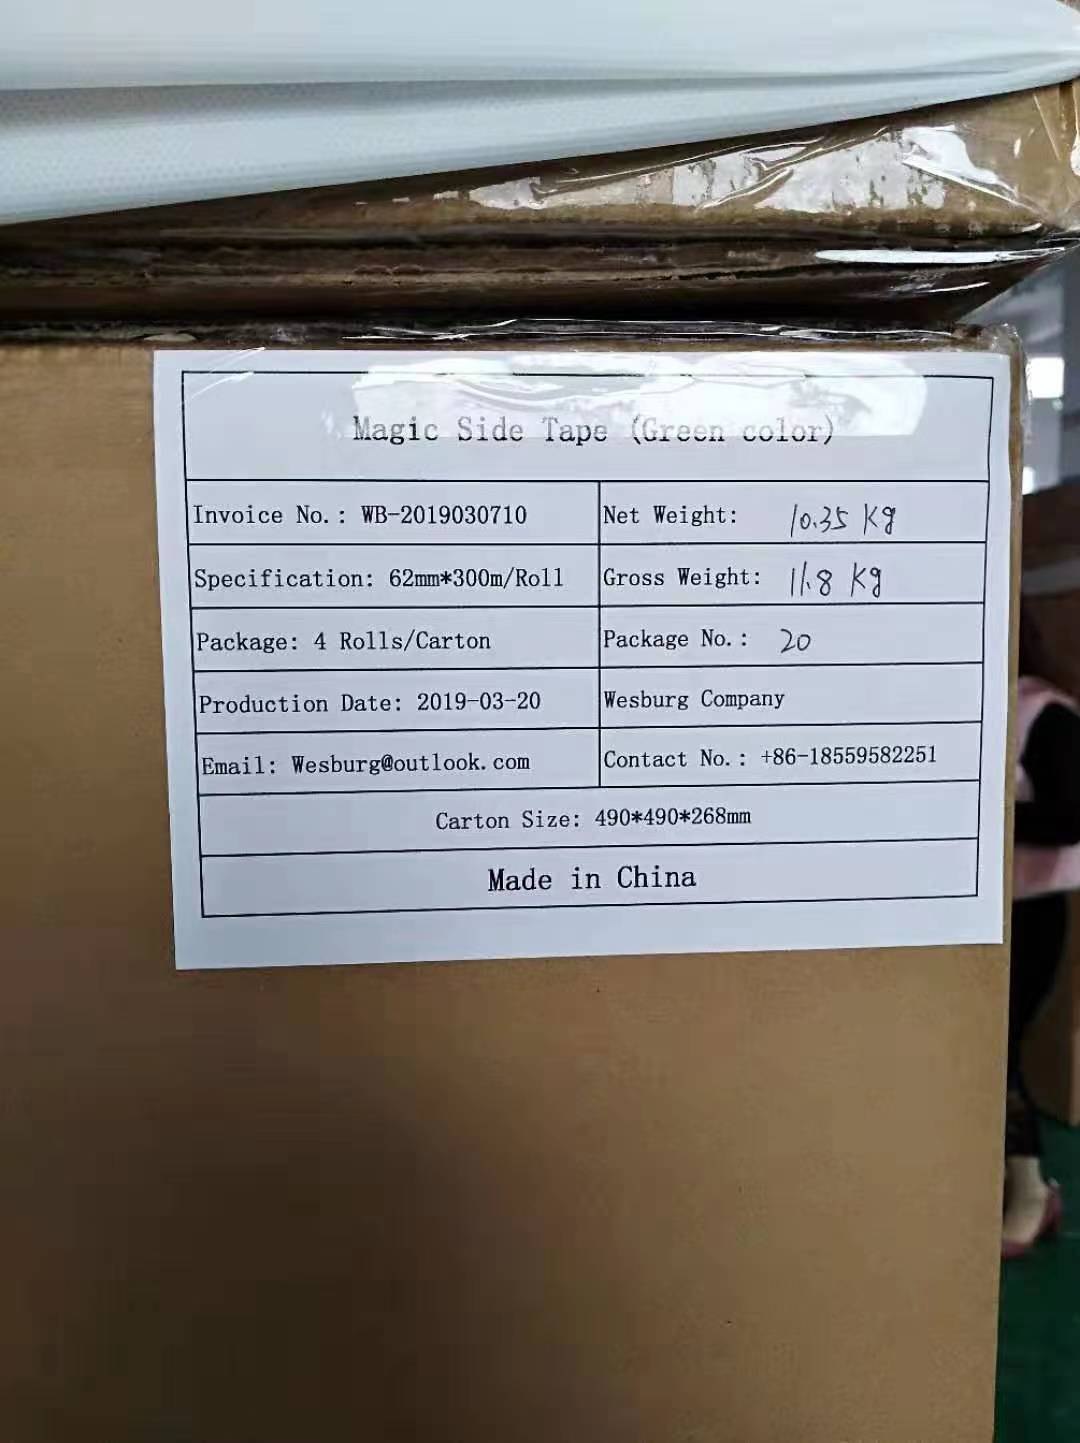 Magic Side Tape (Green color)
Invoice No.: WB-2019030710 Net Weight: 10.35 Kg
Specification: 62mm*300m/Roll Gross Weight: 11.8 Kg
Package: 4 Rolls/Carton Package No.: 20
Production Date: 2019-03-20 Wesburg Company
Email: Wesburg@outlook.com Contact No.: +86-18559582251
Carton Size: 490*490*268mm
Made in China